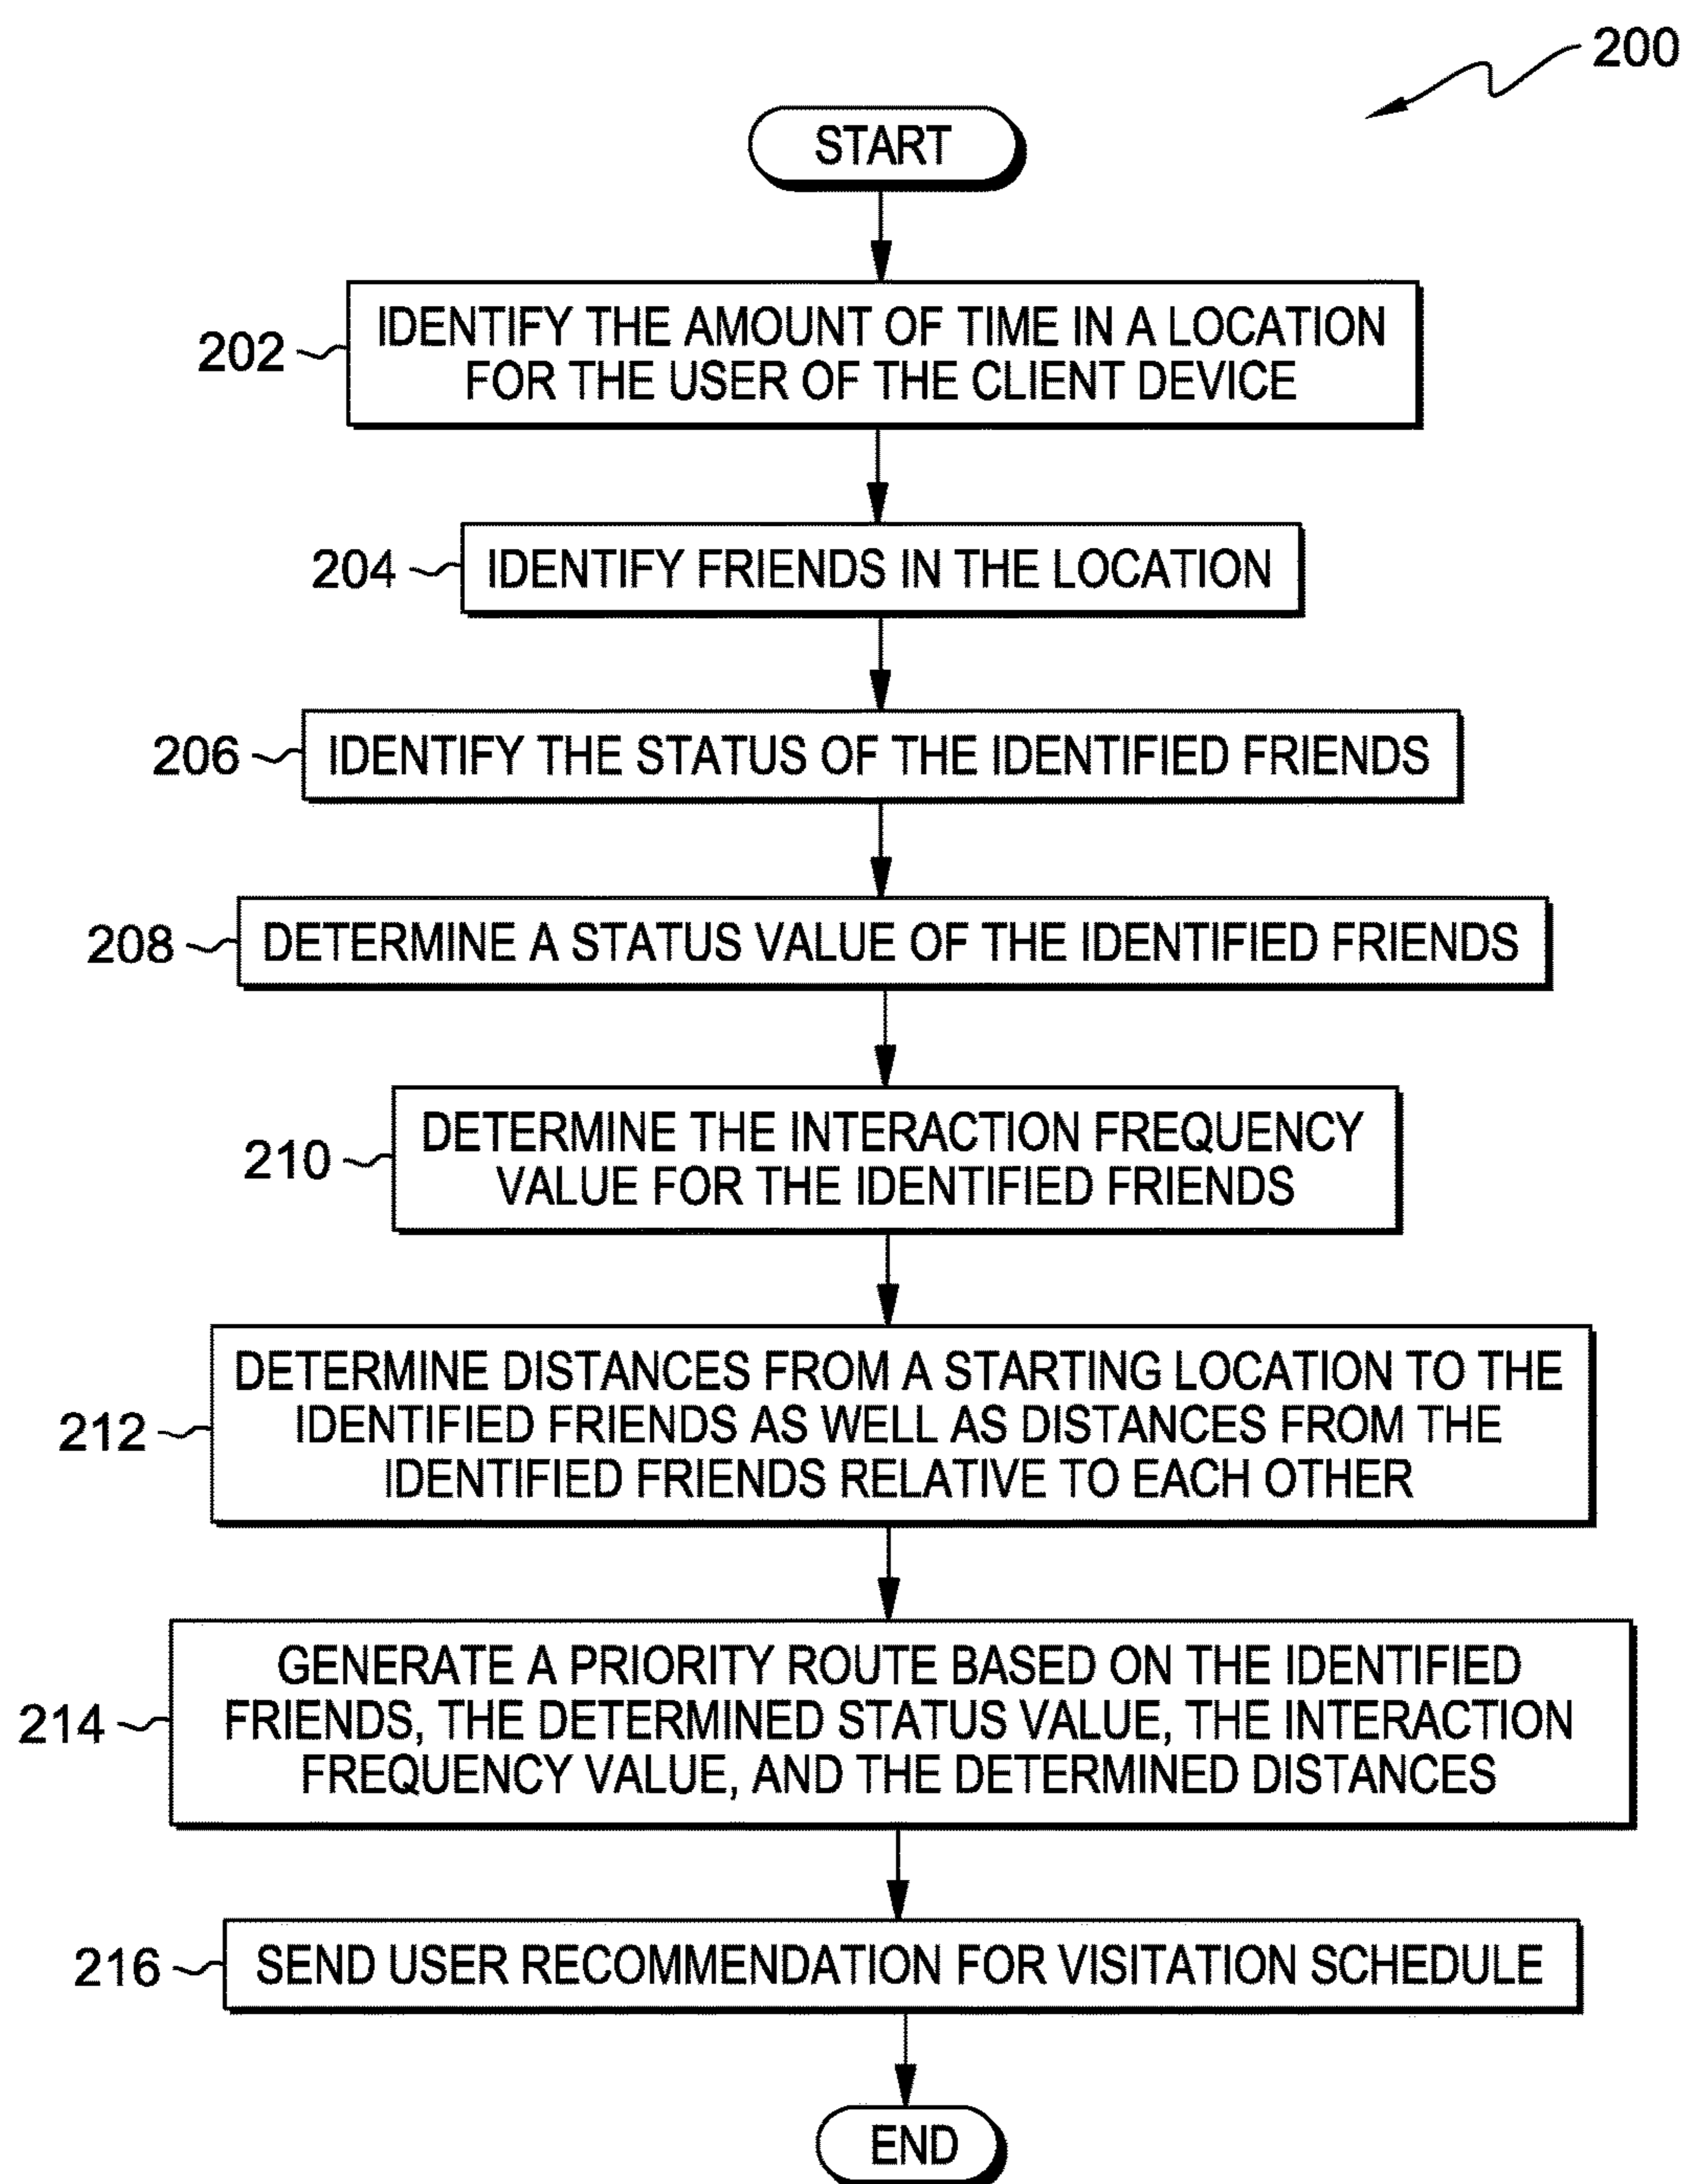 200
START
202
IDENTIFY THE AMOUNT OF TIME IN A LOCATION
FOR THE USER OF THE CLIENT DEVICE
204
IDENTIFY FRIENDS IN THE LOCATION
206
IDENTIFY THE STATUS OF THE IDENTIFIED FRIENDS
208
DETERMINE A STATUS VALUE OF THE IDENTIFIED FRIENDS
210
DETERMINE THE INTERACTION FREQUENCY
VALUE FOR THE IDENTIFIED FRIENDS
212
DETERMINE DISTANCES FROM A STARTING LOCATION TO THE
IDENTIFIED FRIENDS AS WELL AS DISTANCES FROM THE
IDENTIFIED FRIENDS RELATIVE TO EACH OTHER
214
GENERATE A PRIORITY ROUTE BASED ON THE IDENTIFIED
FRIENDS, THE DETERMINED STATUS VALUE, THE INTERACTION
FREQUENCY VALUE, AND THE DETERMINED DISTANCES
216
SEND USER RECOMMENDATION FOR VISITATION SCHEDULE
END